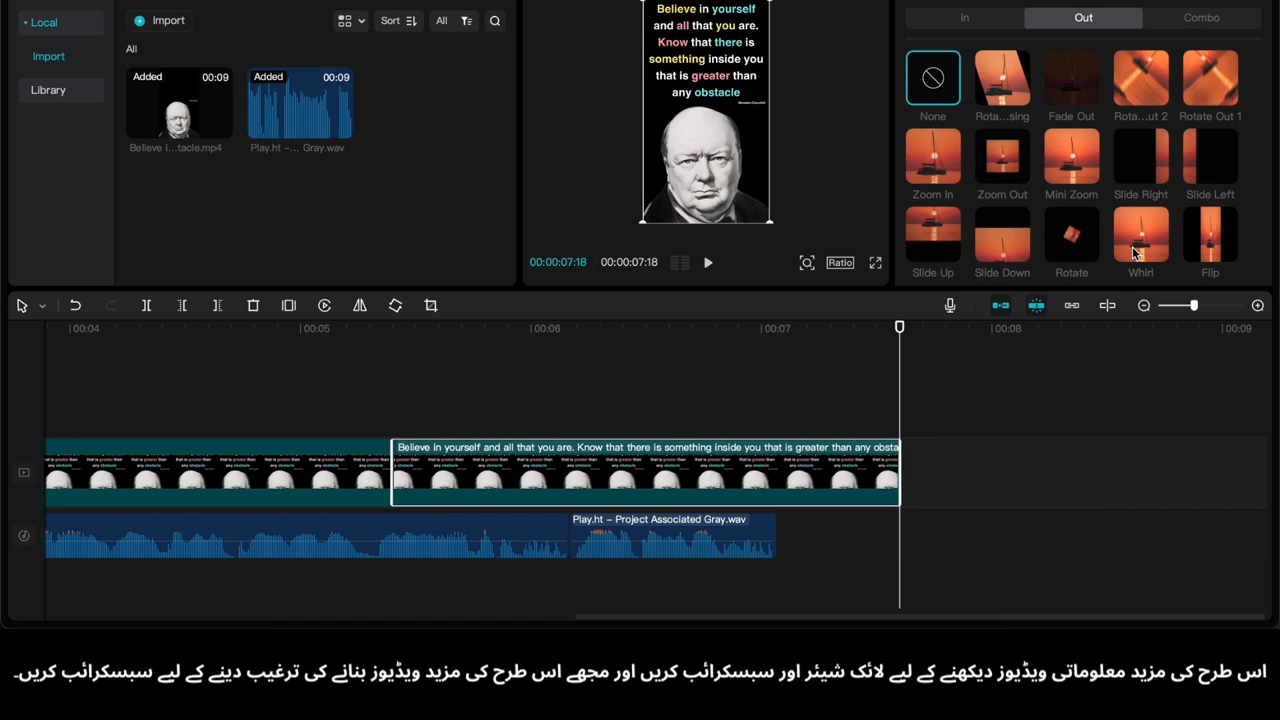 Local
Import
Library
Import
Sort
All
All
Added
00:09
Added
00:09
Believe i...tacle.mp4
Play.ht –... Gray.wav
Believe in yourself
and all that you are.
Know that there is
something inside you
that is greater than
any obstacle
00:00:07:18
00:00:07:18
Ratio
In
Out
Combo
None
Rota...sing
Fade Out
Rota...ut 2
Rotate Out 1
Zoom In
Zoom Out
Mini Zoom
Slide Right
Slide Left
Slide Up
Slide Down
Rotate
Whirl
Flip
00:04
00:05
00:06
00:07
00:08
00:09
Believe in yourself and all that you are. Know that there is something inside you that is greater than any obsta
Play.ht – Project Associated Gray.wav
اس طرح کی مزید معلوماتی ویڈیوز دیکھنے کے لیے لائک شیئر اور سبسکرائب کریں اور مجھے اس طرح کی مزید ویڈیوز بنانے کی ترغیب دینے کے لیے سبسکرائب کریں۔